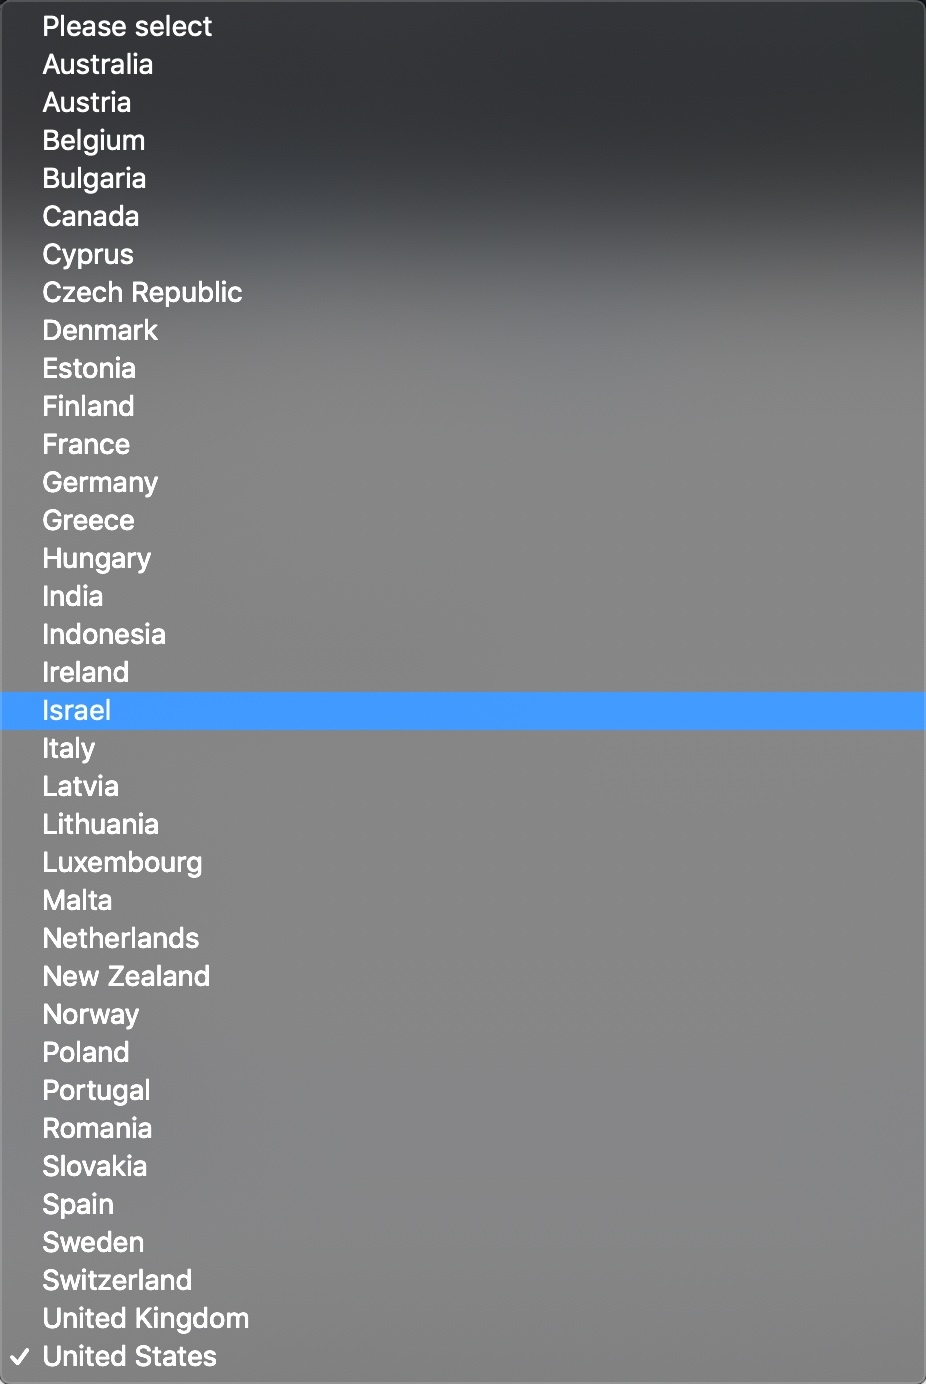 Please select
Australia
Austria
Belgium
Bulgaria
Canada
Cyprus
Czech Republic
Denmark
Estonia
Finland
France
Germany
Greece
Hungary
India
Indonesia
Ireland
Israel
Italy
Latvia
Lithuania
Luxembourg
Malta
Netherlands
New Zealand
Norway
Poland
Portugal
Romania
Slovakia
Spain
Sweden
Switzerland
United Kingdom
✓ United States